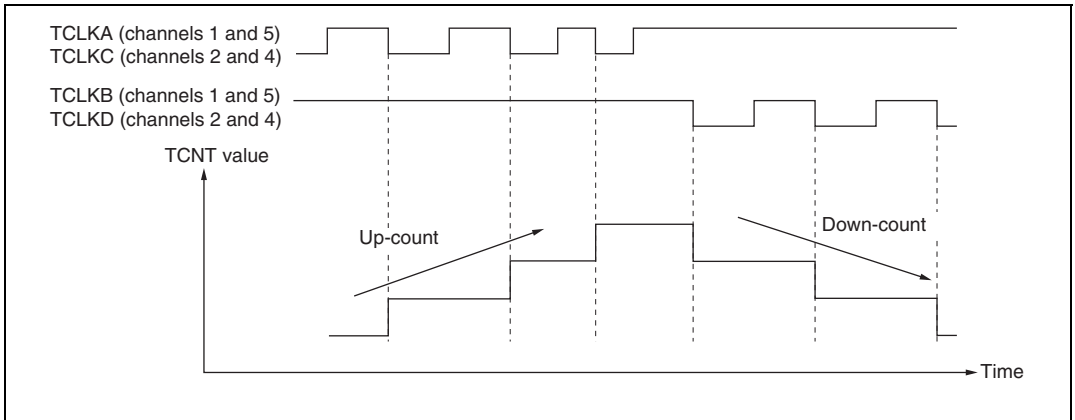 TCLKA (channels 1 and 5)
TCLKC (channels 2 and 4)
TCLKB (channels 1 and 5)
TCLKD (channels 2 and 4)
TCNT value
Up-count
Down-count
Time